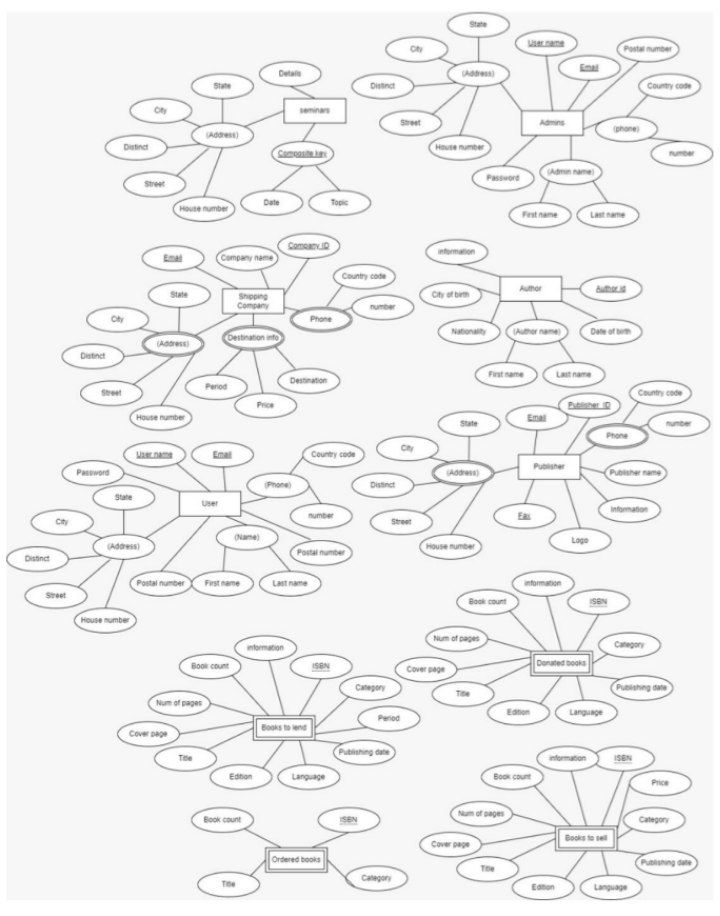 State
Details
City
seminars
(Address)
Distinct
Composite key
Street
House number
Date
Topic
State
City
User name
Postal number
Email
(Address)
Distinct
Country code
Admins
(phone)
Street
House number
number
Password
(Admin name)
First name
Last name
Email
Company name
Company ID
Country code
State
Shipping
Company
number
City
Phone
(Address)
Destination info
Distinct
Period
Destination
Street
Price
House number
information
Author
Author id
City of birth
Nationality
(Author name)
Date of birth
First name
Last name
Country code
Publisher_ID
Email
State
number
Phone
City
(Address)
Publisher
Publisher name
Distinct
Information
Fax
Street
Logo
House number
User name
Email
Country code
Password
(Phone)
State
User
number
City
(Name)
(Address)
Postal number
Distinct
Postal number
First name
Last name
Street
House number
information
Book count
ISBN
Num of pages
Category
Cover page
Donated books
Title
Publishing date
Edition
Language
information
Book count
ISBN
Category
Num of pages
Period
Cover page
Books to lend
Title
Publishing date
Edition
Language
information
ISBN
Book count
Price
Num of pages
Category
Cover page
Books to sell
Title
Publishing date
Edition
Language
Book count
ISBN
Ordered books
Title
Category